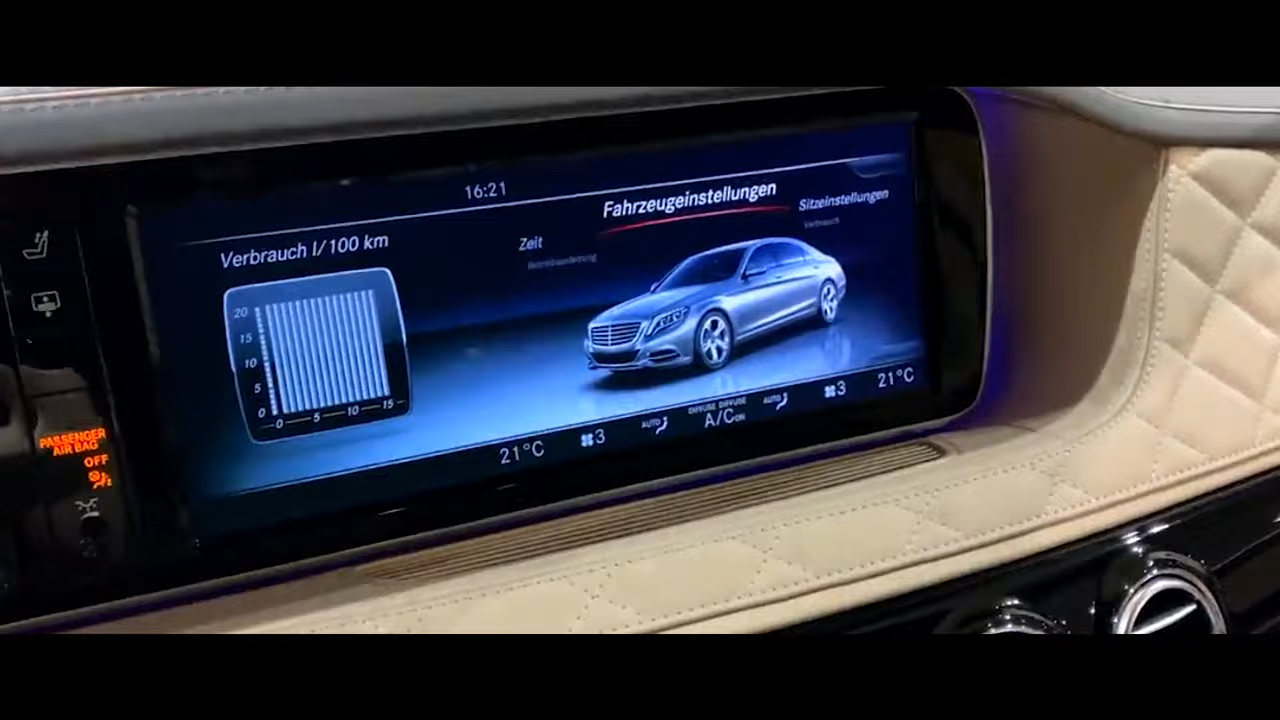 16:21
Fahrzeugeinstellungen
Sitzeinstellungen
Verbrauch
Verbrauch l/100 km
Zeit
20
15
10
5
0
0 5 10 15
21°C
3
AUTO
DIFFUSE DIFFUSE
A/C ON
AUTO
3
21°C
PASSENGER
AIR BAG
OFF